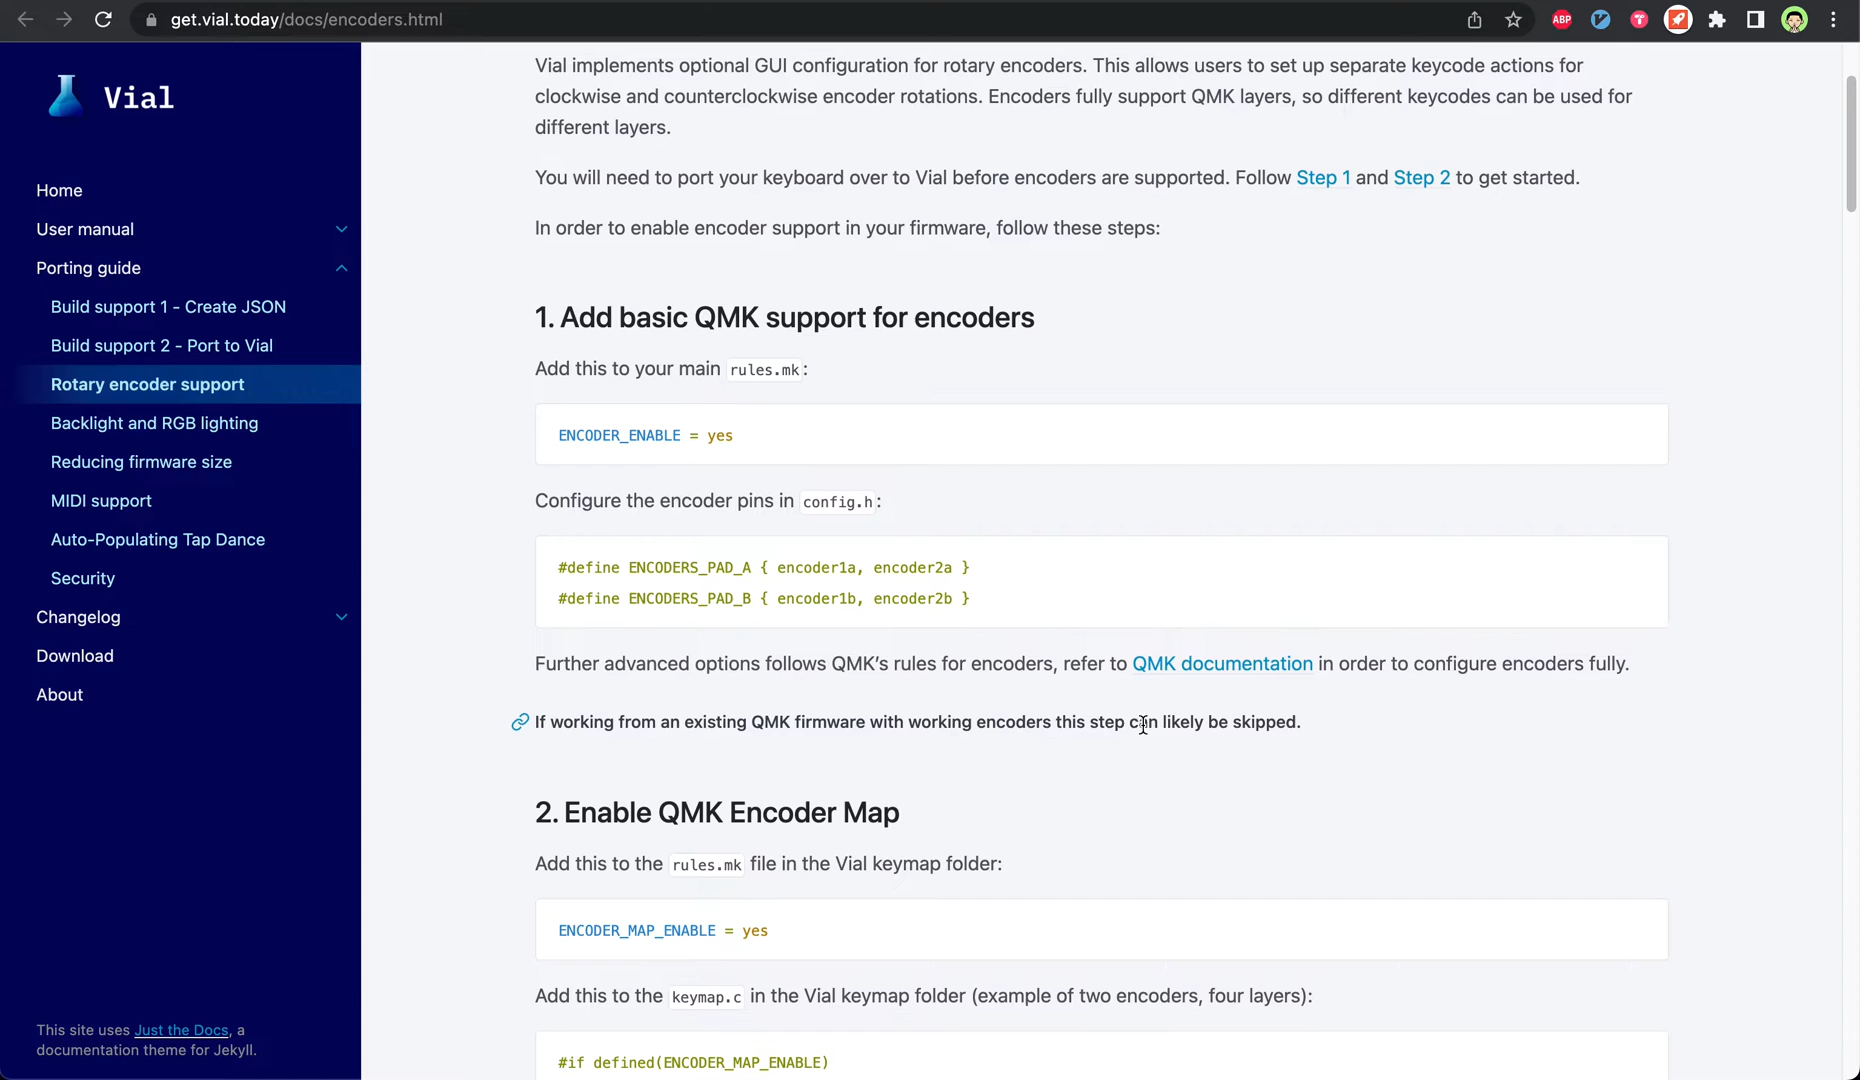 get.vial.today/docs/encoders.html
ABP
Vial
Home
User manual
Porting guide
Build support 1 - Create JSON
Build support 2 - Port to Vial
Rotary encoder support
Backlight and RGB lighting
Reducing firmware size
MIDI support
Auto-Populating Tap Dance
Security
Changelog
Download
About
This site uses Just the Docs, a
documentation theme for Jekyll.
Vial implements optional GUI configuration for rotary encoders. This allows users to set up separate keycode actions for
clockwise and counterclockwise encoder rotations. Encoders fully support QMK layers, so different keycodes can be used for
different layers.
You will need to port your keyboard over to Vial before encoders are supported. Follow Step 1 and Step 2 to get started.
In order to enable encoder support in your firmware, follow these steps:
1. Add basic QMK support for encoders
Add this to your main rules.mk:
ENCODER_ENABLE = yes
Configure the encoder pins in config.h:
#define ENCODERS_PAD_A { encoder1a, encoder2a }
#define ENCODERS_PAD_B { encoder1b, encoder2b }
Further advanced options follows QMK's rules for encoders, refer to QMK documentation in order to configure encoders fully.
If working from an existing QMK firmware with working encoders this step can likely be skipped.
2. Enable QMK Encoder Map
Add this to the rules.mk file in the Vial keymap folder:
ENCODER_MAP_ENABLE = yes
Add this to the keymap.c in the Vial keymap folder (example of two encoders, four layers):
#if defined(ENCODER_MAP_ENABLE)